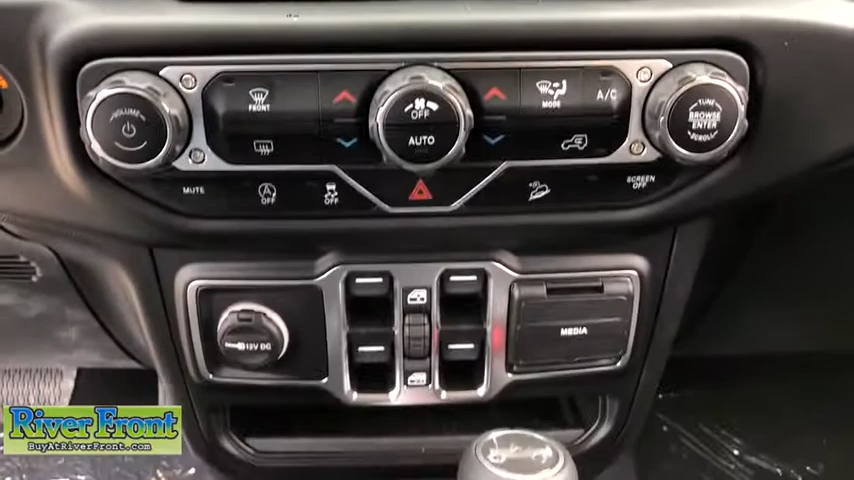 VOLUME
FRONT
REAR
OFF
AUTO
MODE
A/C
TUNE
BROWSE
ENTER
SCROLL
MUTE
A
OFF
OFF
SCREEN
OFF
12V DC
MEDIA
River Front
BuyAtRiverFront.com